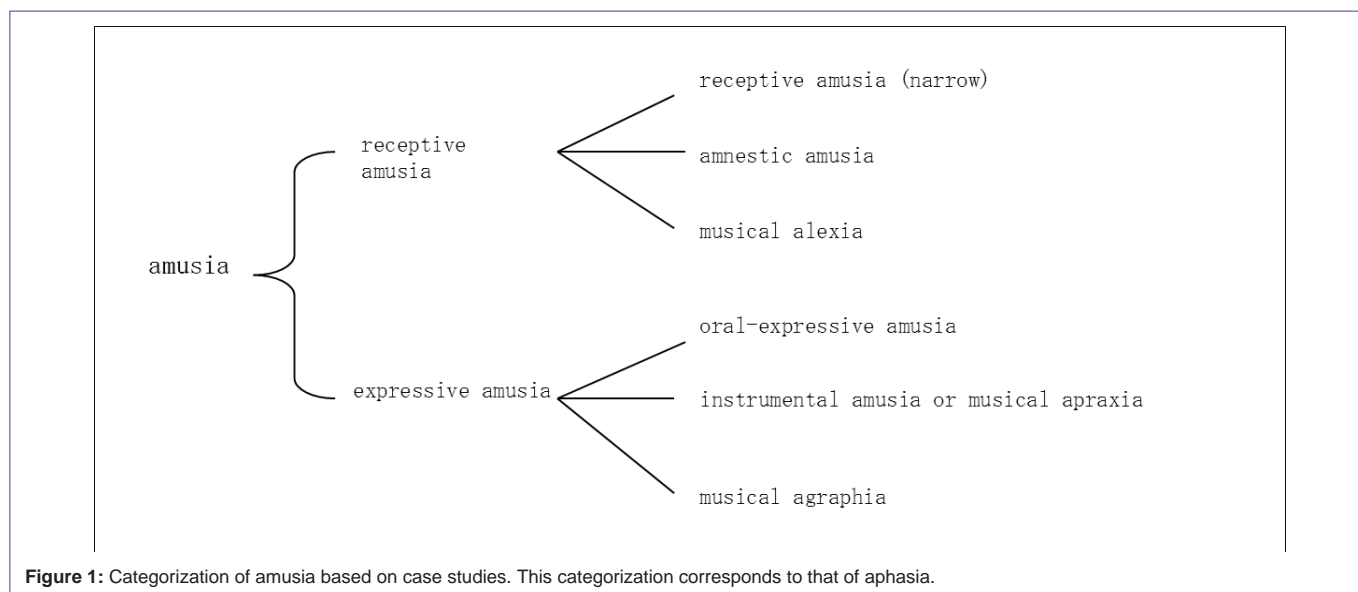 receptive amusia (narrow)
receptive
amusia
amnestic amusia
musical alexia
amusia
oral-expressive amusia
expressive amusia
instrumental amusia or musical apraxia
musical agraphia
Figure 1: Categorization of amusia based on case studies. This categorization corresponds to that of aphasia.